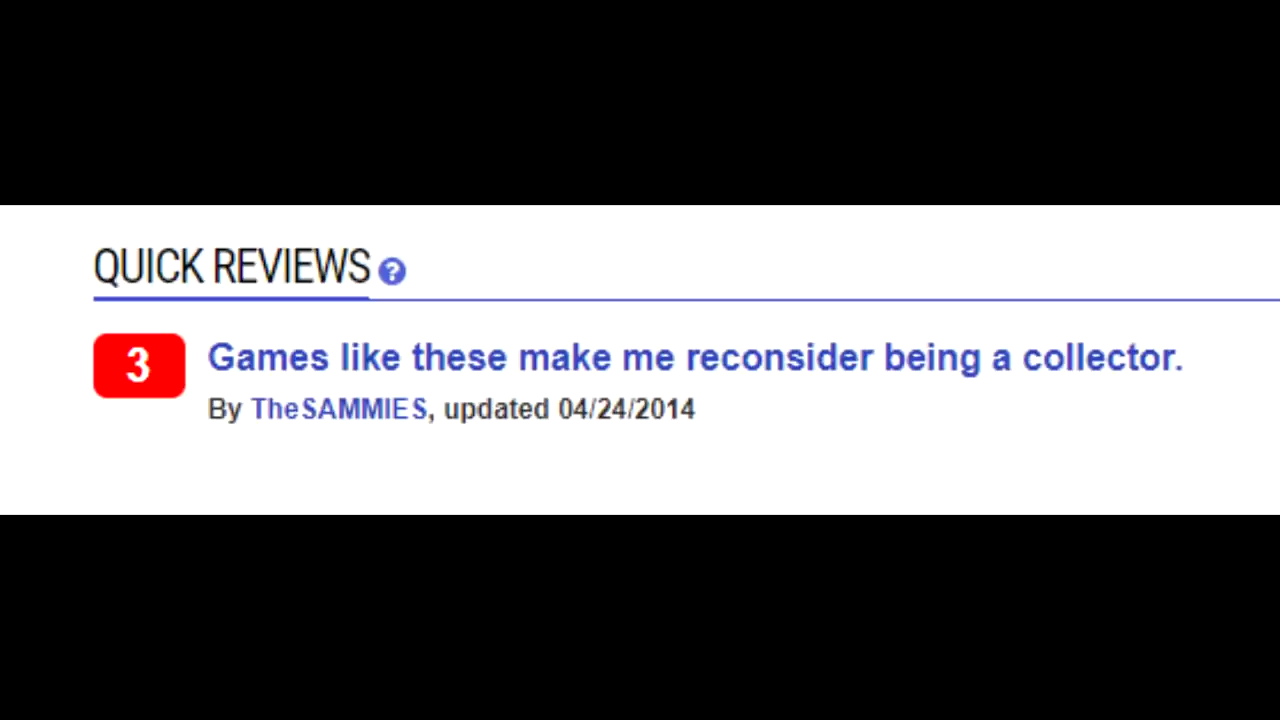 QUICK REVIEWS ?
3
Games like these make me reconsider being a collector.
By TheSAMMIES, updated 04/24/2014